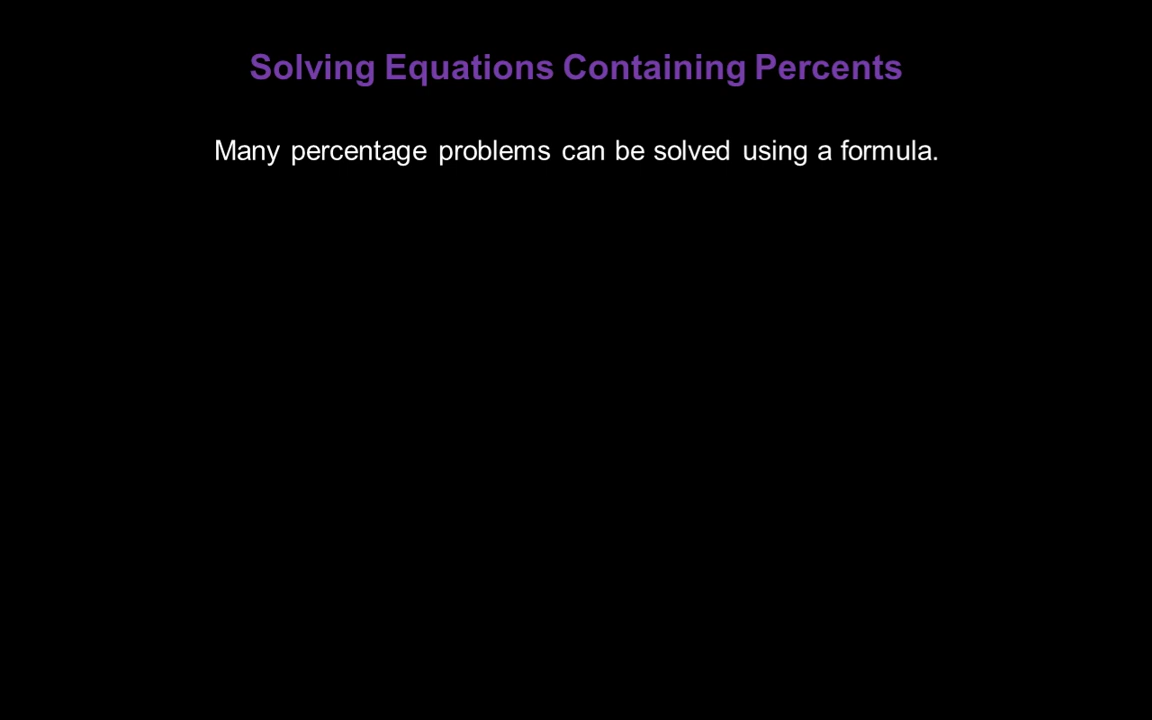 Solving Equations Containing Percents
Many percentage problems can be solved using a formula.